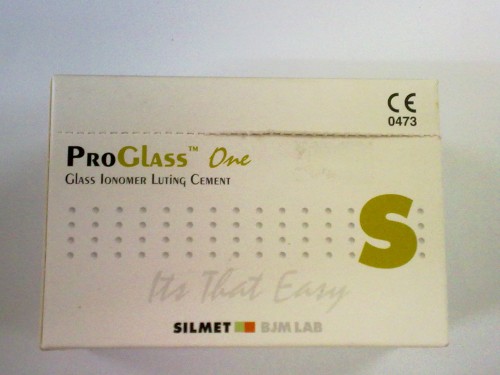 CE
0473
PROGLASS™ One
GLASS IONOMER LUTING CEMENT
S
Its That Easy
SILMET BJM LAB